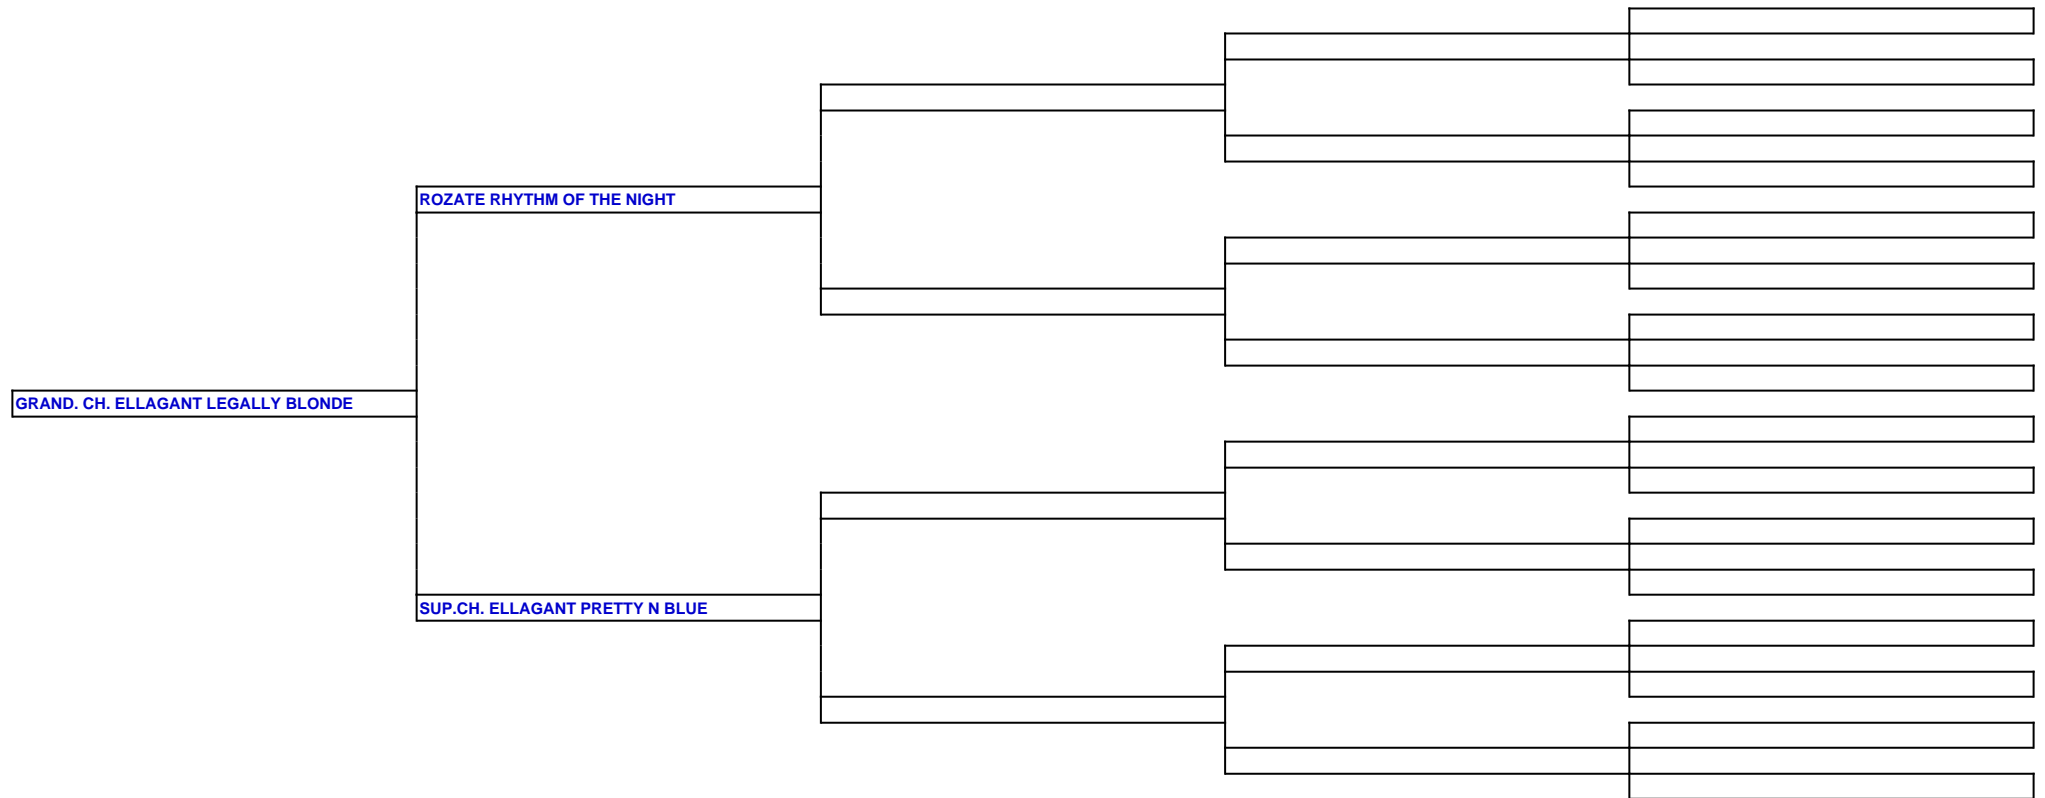 ROZATE RHYTHM OF THE NIGHT
GRAND. CH. ELLAGANT LEGALLY BLONDE
SUP.CH. ELLAGANT PRETTY N BLUE